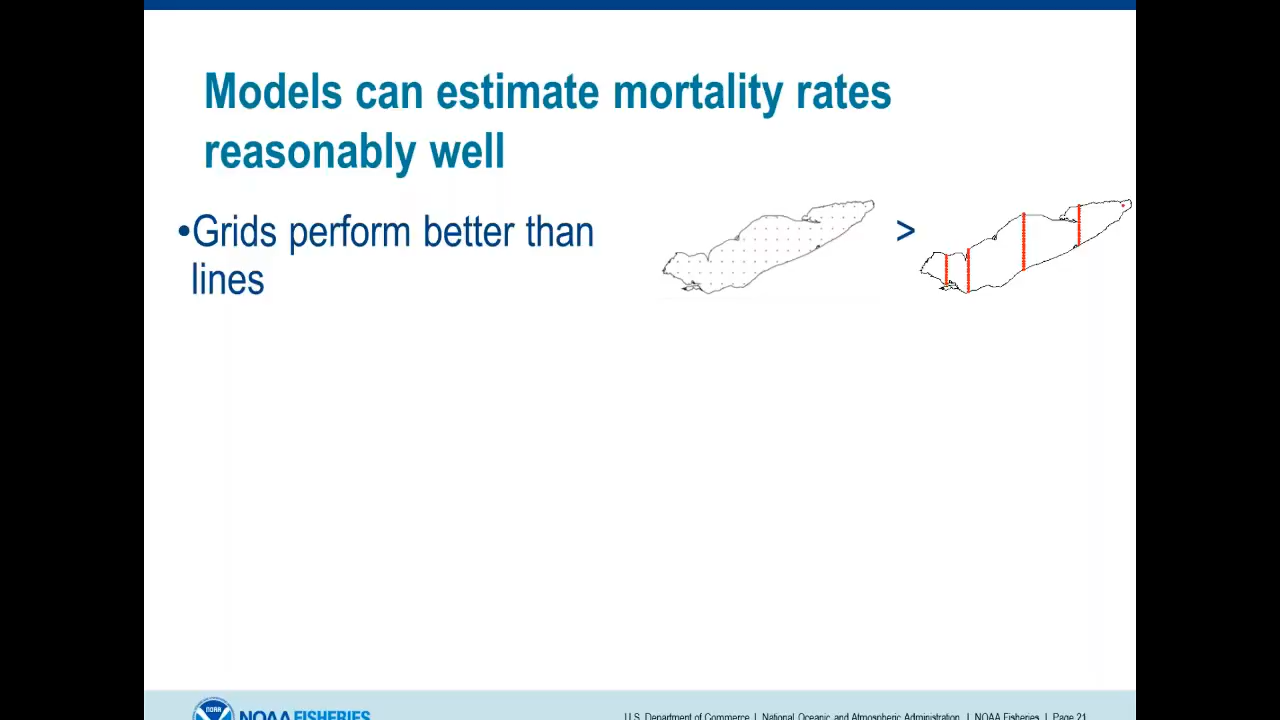 Models can estimate mortality rates
reasonably well
•Grids perform better than
lines
>
NOAA
NOAA FISHERIES
U.S. Department of Commerce | National Oceanic and Atmospheric Administration | NOAA Fisheries | Page 21